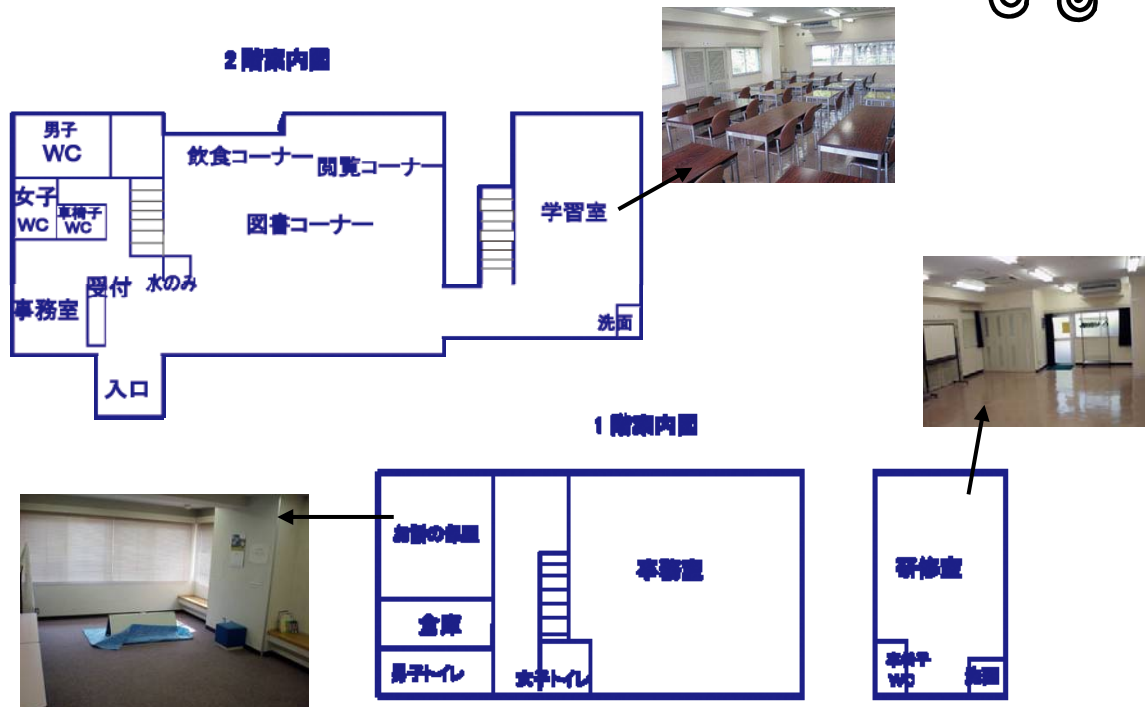 2階案内図
男子
WC
飲食コーナー
閲覧コーナー
女子
WC
車椅子
WC
図書コーナー
学習室
受付
水のみ
事務室
洗面
入口
1階案内図
お話の部屋
事務室
研修室
倉庫
男子トイレ
女子トイレ
車椅子
WC
洗面